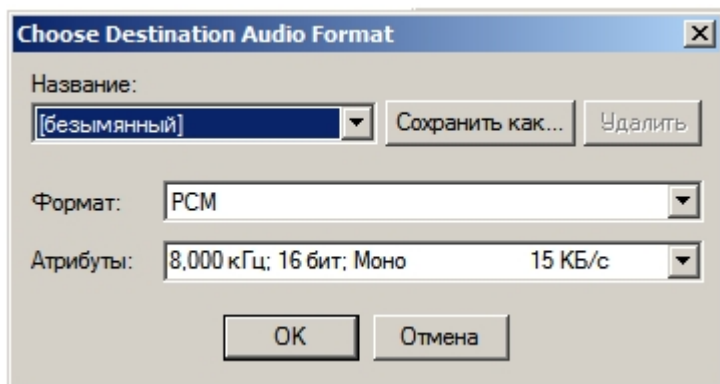 Choose Destination Audio Format
Название:
[безымянный] Сохранить как... Удалить
Формат: PCM
Атрибуты: 8,000 кГц; 16 бит; Моно 15 КБ/с
OK Отмена